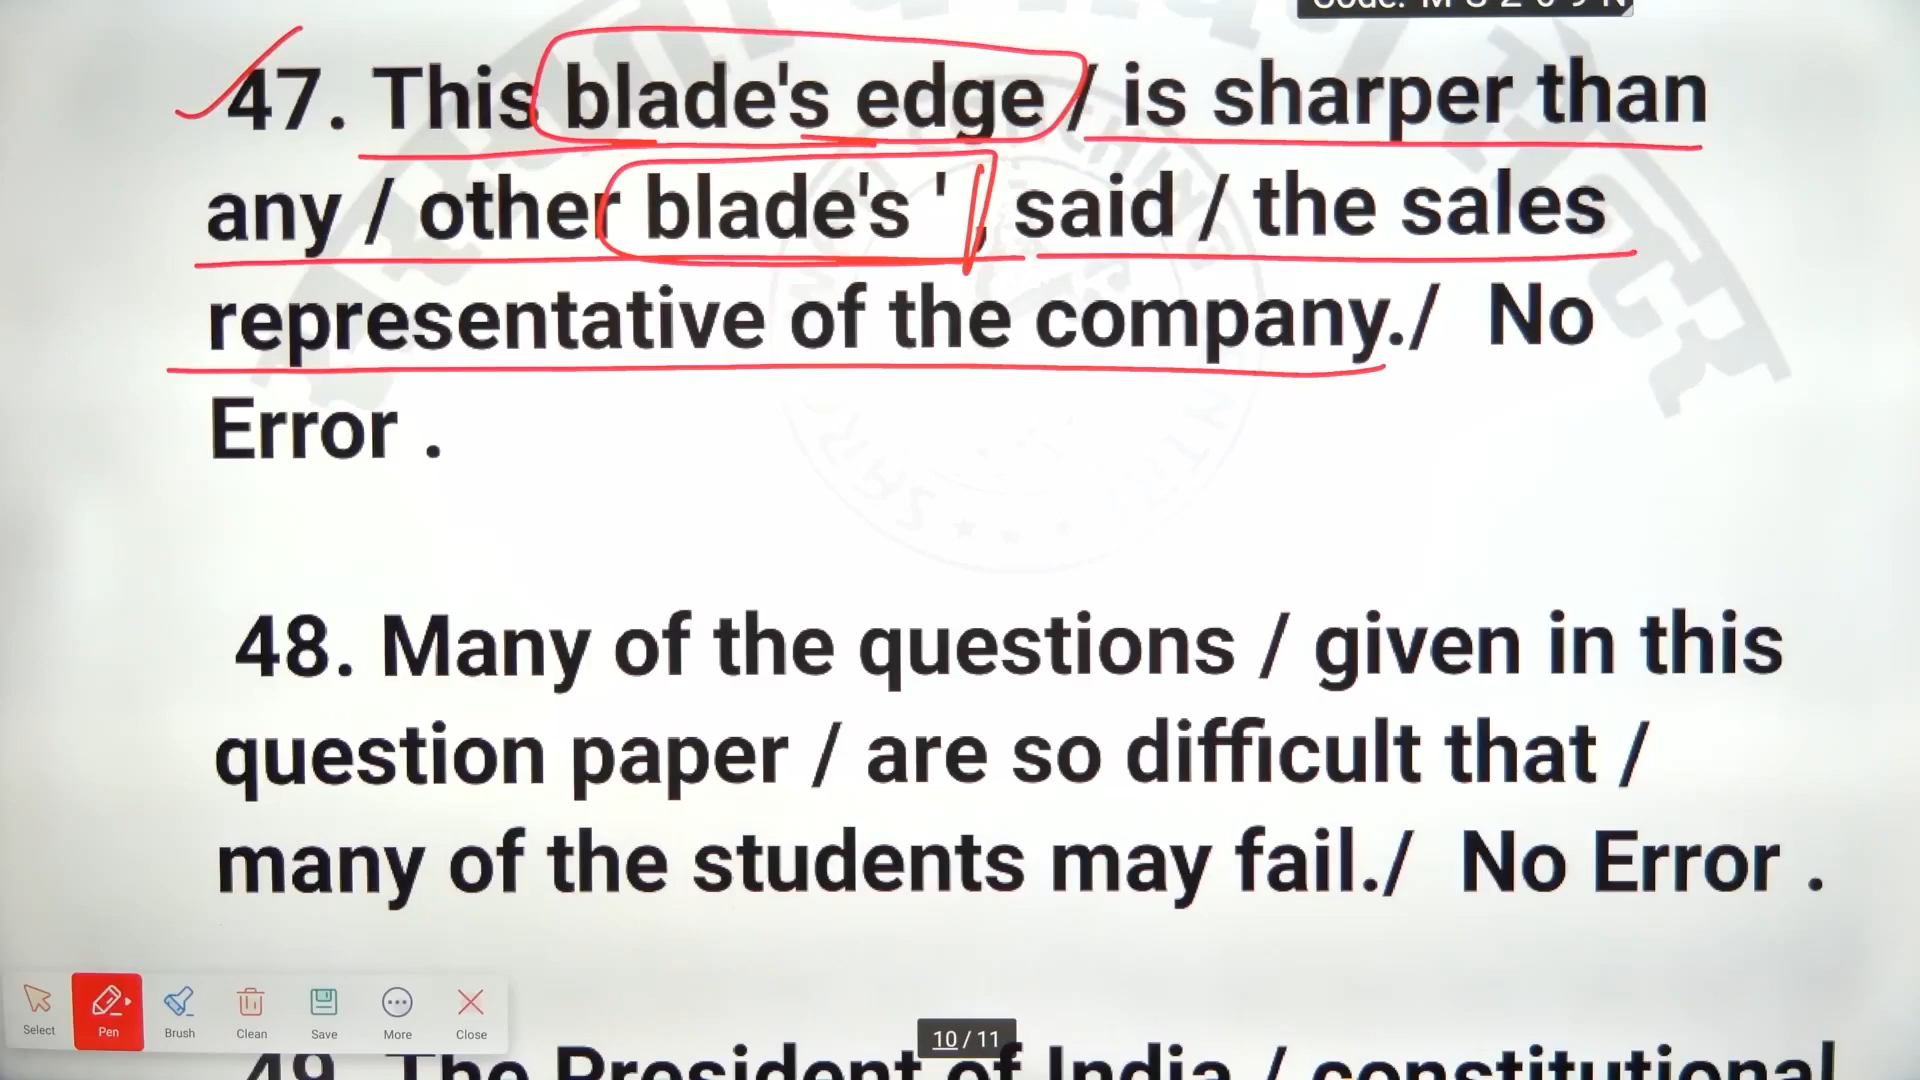 47. This blade's edge / is sharper than
any / other blade's ', said / the sales
representative of the company./ No
Error .
48. Many of the questions / given in this
question paper / are so difficult that /
many of the students may fail./ No Error .
Select Pen Brush Clean Save More Close
10 / 11
49. The President of India / constitutional